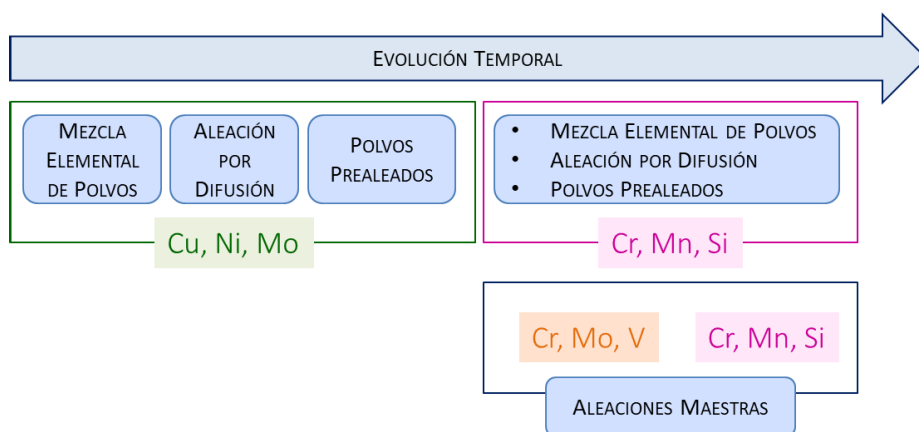 Evolución Temporal
Mezcla
Elemental
de Polvos
Aleación
por
Difusión
Polvos
Prealeados
• Mezcla Elemental de Polvos
• Aleación por Difusión
• Polvos Prealeados
Cu, Ni, Mo
Cr, Mn, Si
Cr, Mo, V
Cr, Mn, Si
Aleaciones Maestras